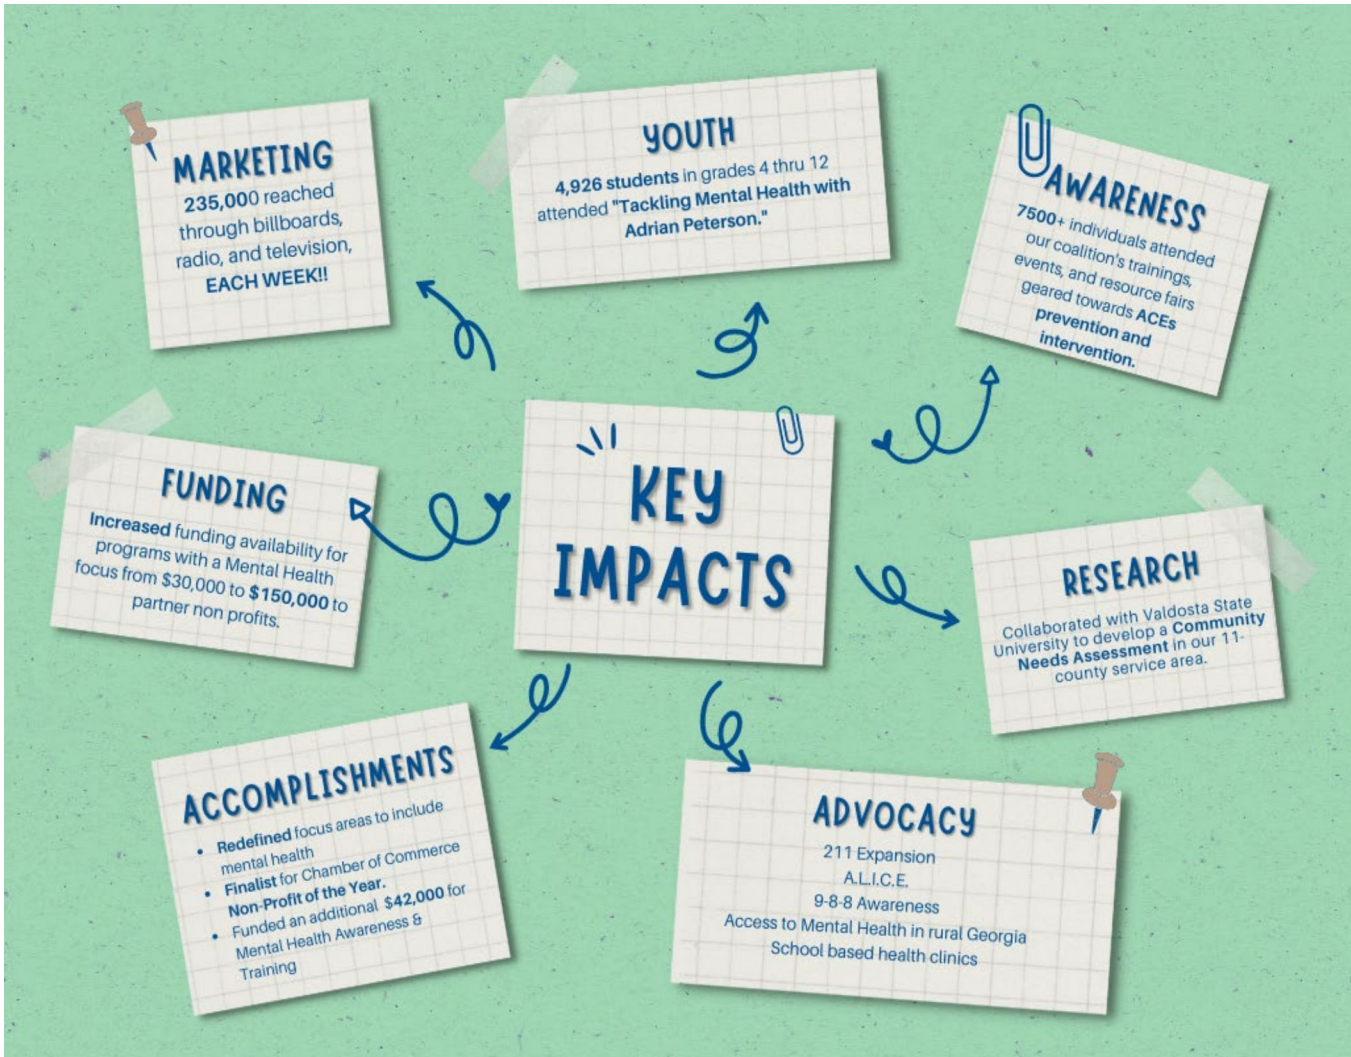 MARKETING
235,000 reached
through billboards,
radio, and television,
EACH WEEK!!
YOUTH
4,926 students in grades 4 thru 12
attended "Tackling Mental Health with
Adrian Peterson."
AWARENESS
7500+ individuals attended
our coalition's trainings,
events, and resource fairs
geared towards ACEs
prevention and
intervention.
FUNDING
Increased funding availability for
programs with a Mental Health
focus from $30,000 to $150,000 to
partner non profits.
KEY
IMPACTS
RESEARCH
Collaborated with Valdosta State
University to develop a Community
Needs Assessment in our 11-
county service area.
ACCOMPLISHMENTS
• Redefined focus areas to include
mental health
• Finalist for Chamber of Commerce
Non-Profit of the Year.
• Funded an additional $42,000 for
Mental Health Awareness &
Training
ADVOCACY
211 Expansion
A.L.I.C.E.
9-8-8 Awareness
Access to Mental Health in rural Georgia
School based health clinics